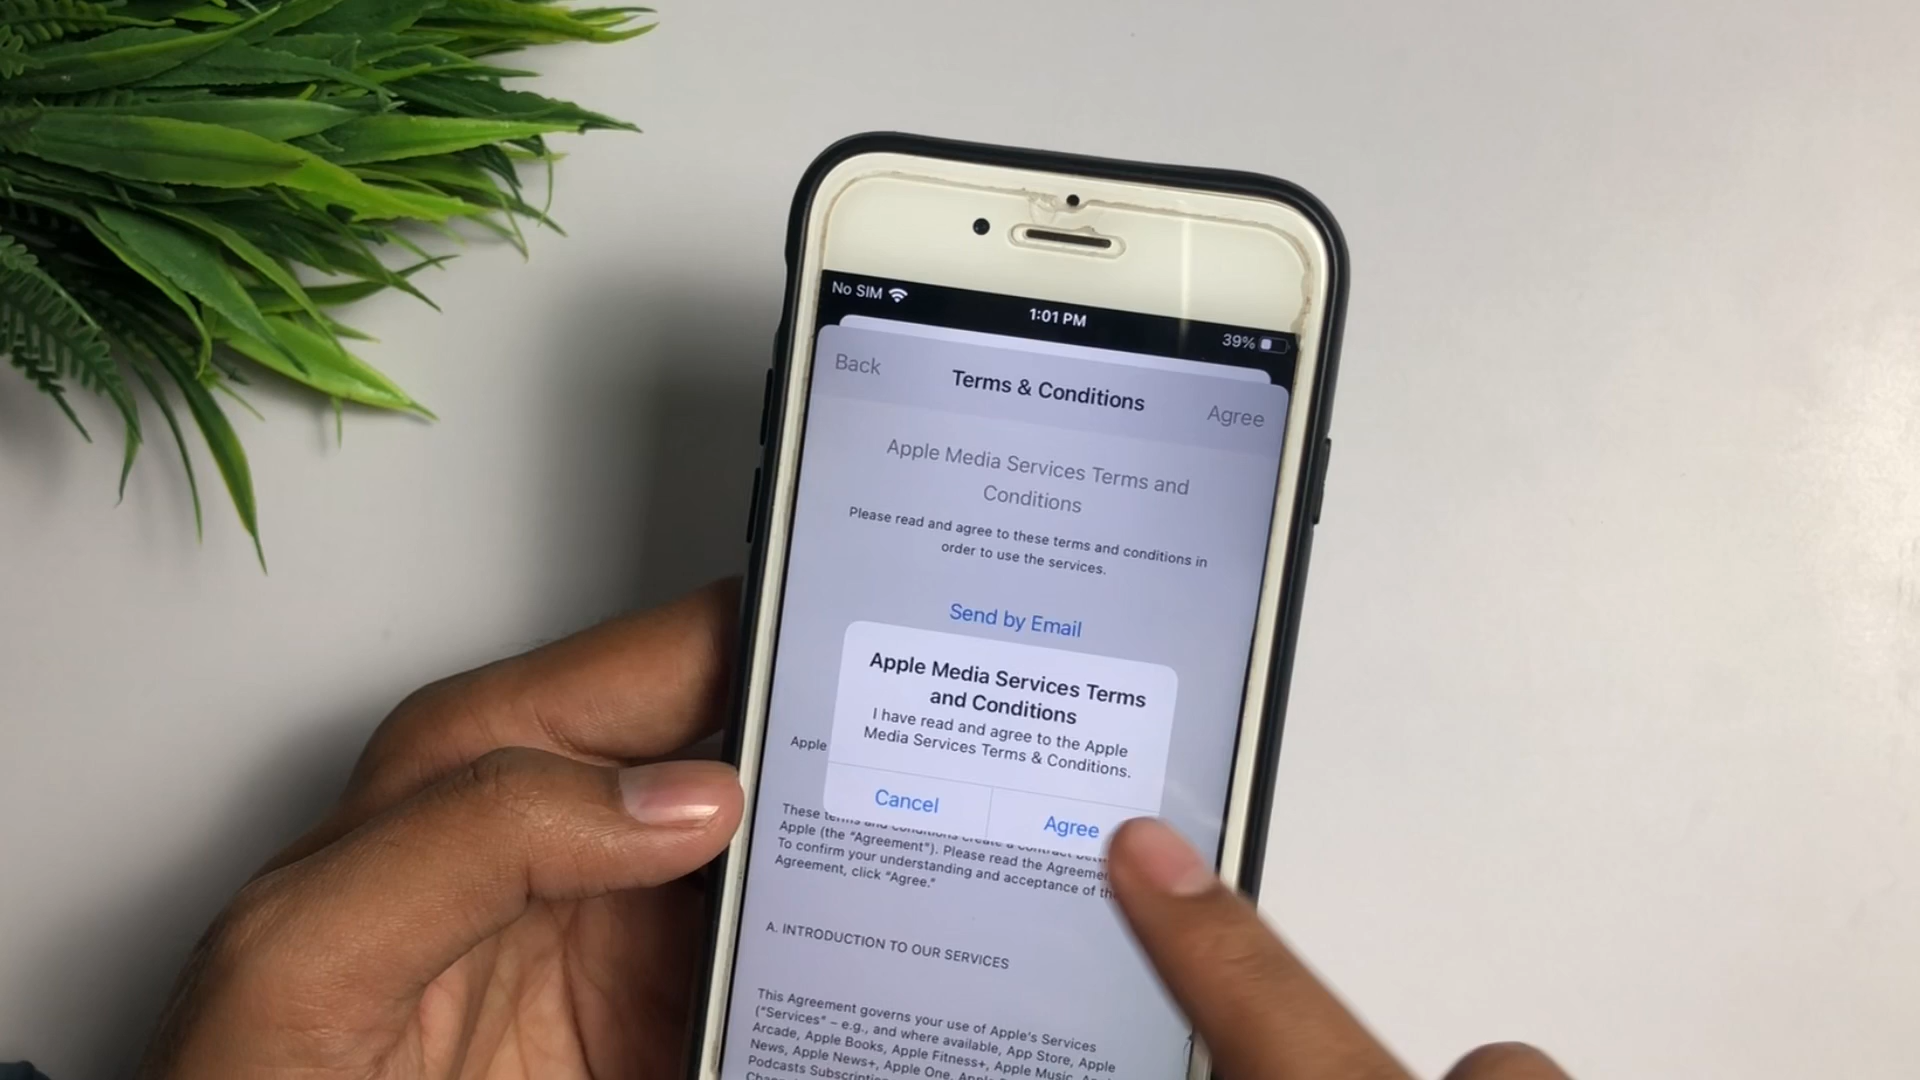 No SIM
1:01 PM
39%
Back
Terms & Conditions
Agree
Apple Media Services Terms and
Conditions
Please read and agree to these terms and conditions in
order to use the services.
Send by Email
Apple Media Services Terms
and Conditions
I have read and agree to the Apple
Media Services Terms & Conditions.
Cancel
Agree
Apple
These terms and conditions create a contract
Apple (the “Agreement”). Please read the
To confirm your understanding and acceptance of
Agreement, click “Agree.”
A. INTRODUCTION TO OUR SERVICES
This Agreement governs your use of Apple's Services
(“Services” – e.g., and where available, App Store, Apple
Arcade, Apple Books, Apple Fitness+, Apple Music,
News, Apple News+, Apple One, Apple
Podcasts